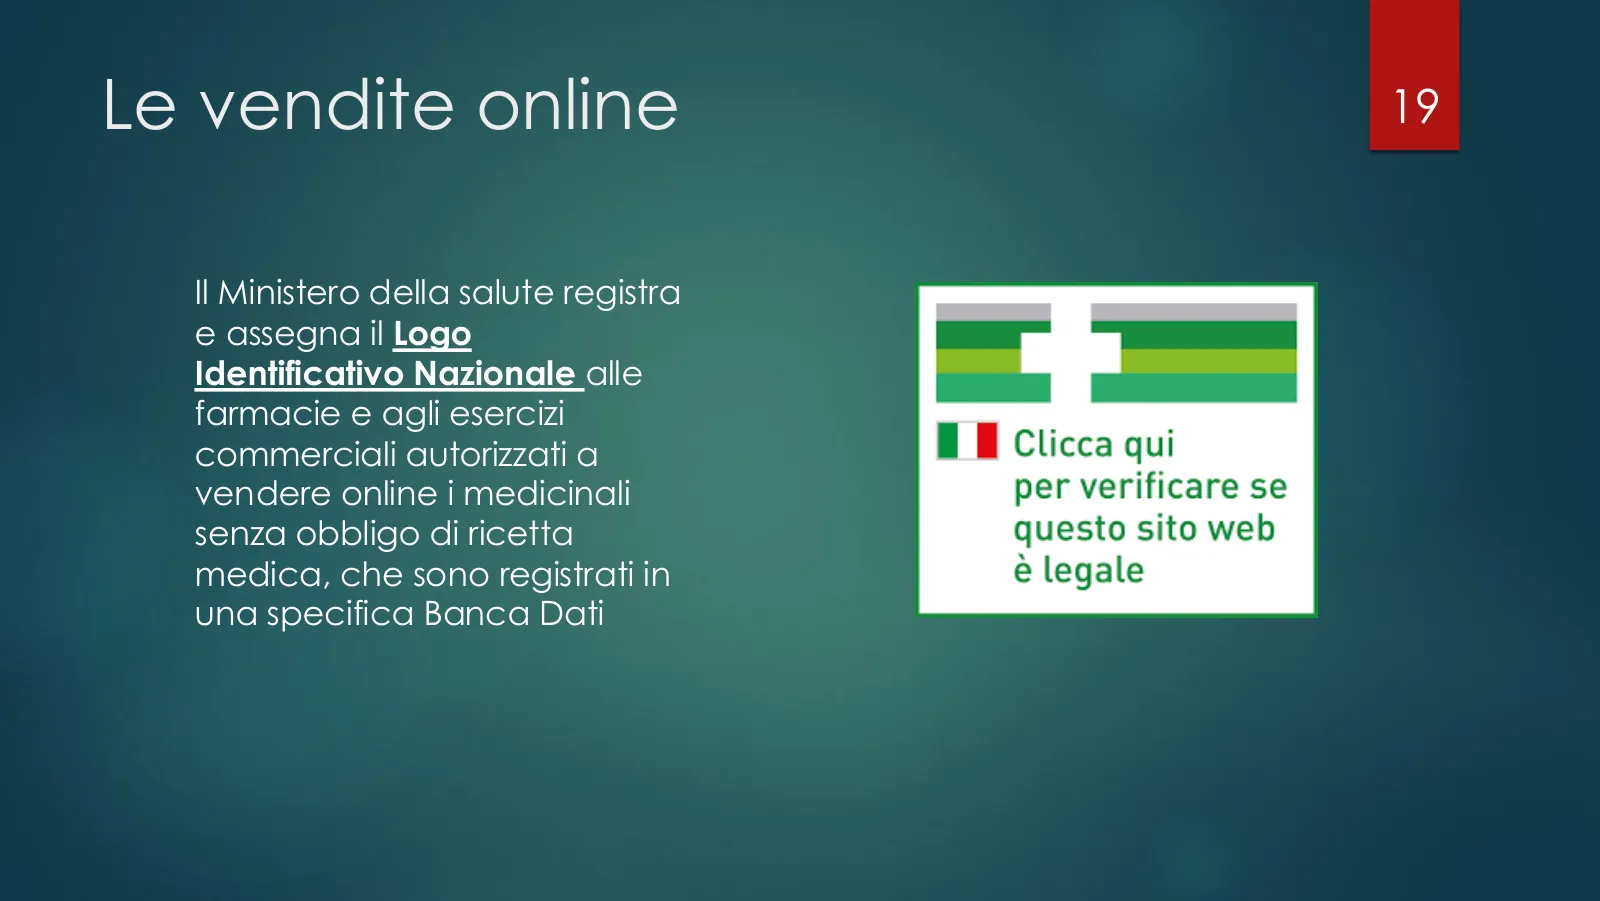 Le vendite online
19
Il Ministero della salute registra
e assegna il Logo
Identificativo Nazionale alle
farmacie e agli esercizi
commerciali autorizzati a
vendere online i medicinali
senza obbligo di ricetta
medica, che sono registrati in
una specifica Banca Dati
Clicca qui
per verificare se
questo sito web
è legale